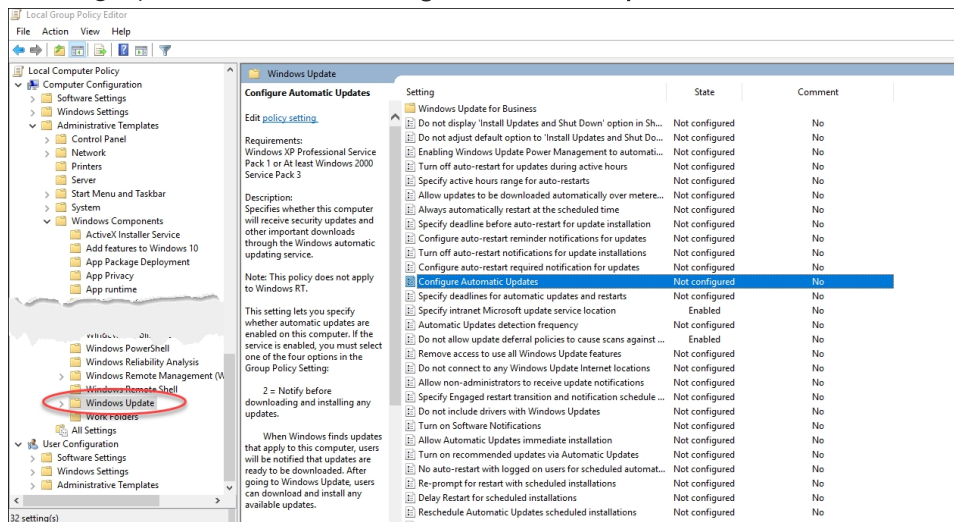 Local Group Policy Editor
File Action View Help
Local Computer Policy
Computer Configuration
Software Settings
Windows Settings
Administrative Templates
Control Panel
Network
Printers
Server
Start Menu and Taskbar
System
Windows Components
ActiveX Installer Service
Add features to Windows 10
App Package Deployment
App Privacy
App runtime
Windows PowerShell
Windows Reliability Analysis
Windows Remote Management (W
Windows Remote Shell
Windows Update
Work Folders
All Settings
User Configuration
Software Settings
Windows Settings
Administrative Templates
32 setting(s)
Windows Update
Configure Automatic Updates
Edit policy setting
Requirements:
Windows XP Professional Service
Pack 1 or At least Windows 2000
Service Pack 3
Description:
Specifies whether this computer
will receive security updates and
other important downloads
through the Windows automatic
updating service.
Note: This policy does not apply
to Windows RT.
This setting lets you specify
whether automatic updates are
enabled on this computer. If the
service is enabled, you must select
one of the four options in the
Group Policy Setting:
2 = Notify before
downloading and installing any
updates.
When Windows finds updates
that apply to this computer, users
will be notified that updates are
ready to be downloaded. After
going to Windows Update, users
can download and install any
available updates.
Setting State Comment
Windows Update for Business
Do not display 'Install Updates and Shut Down' option in Sh... Not configured No
Do not adjust default option to 'Install Updates and Shut Do... Not configured No
Enabling Windows Update Power Management to automati... Not configured No
Turn off auto-restart for updates during active hours Not configured No
Specify active hours range for auto-restarts Not configured No
Allow updates to be downloaded automatically over metere... Not configured No
Always automatically restart at the scheduled time Not configured No
Specify deadline before auto-restart for update installation Not configured No
Configure auto-restart reminder notifications for updates Not configured No
Turn off auto-restart notifications for update installations Not configured No
Configure auto-restart required notification for updates Not configured No
Configure Automatic Updates Not configured No
Specify deadlines for automatic updates and restarts Not configured No
Specify intranet Microsoft update service location Enabled No
Automatic Updates detection frequency Not configured No
Do not allow update deferral policies to cause scans against ... Enabled No
Remove access to use all Windows Update features Not configured No
Do not connect to any Windows Update Internet locations Not configured No
Allow non-administrators to receive update notifications Not configured No
Specify Engaged restart transition and notification schedule ... Not configured No
Do not include drivers with Windows Updates Not configured No
Turn on Software Notifications Not configured No
Allow Automatic Updates immediate installation Not configured No
Turn on recommended updates via Automatic Updates Not configured No
No auto-restart with logged on users for scheduled automat... Not configured No
Re-prompt for restart with scheduled installations Not configured No
Delay Restart for scheduled installations Not configured No
Reschedule Automatic Updates scheduled installations Not configured No